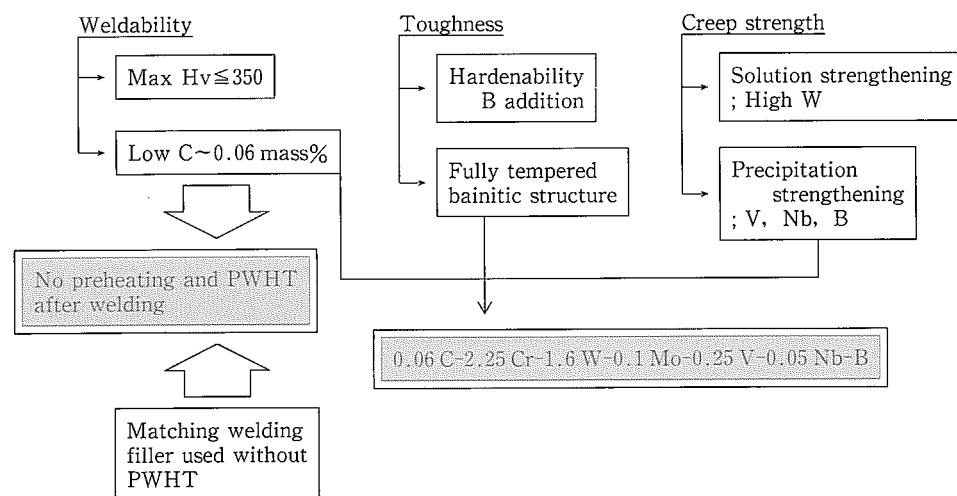 Weldability
Max Hv≦350
Low C~0.06 mass%
No preheating and PWHT
after welding
Matching welding
filler used without
PWHT
Toughness
Hardenability
B addition
Fully tempered
bainitic structure
Creep strength
Solution strengthening
; High W
Precipitation
strengthening
; V, Nb, B
0.06 C-2.25 Cr-1.6 W-0.1 Mo-0.25 V-0.05 Nb-B